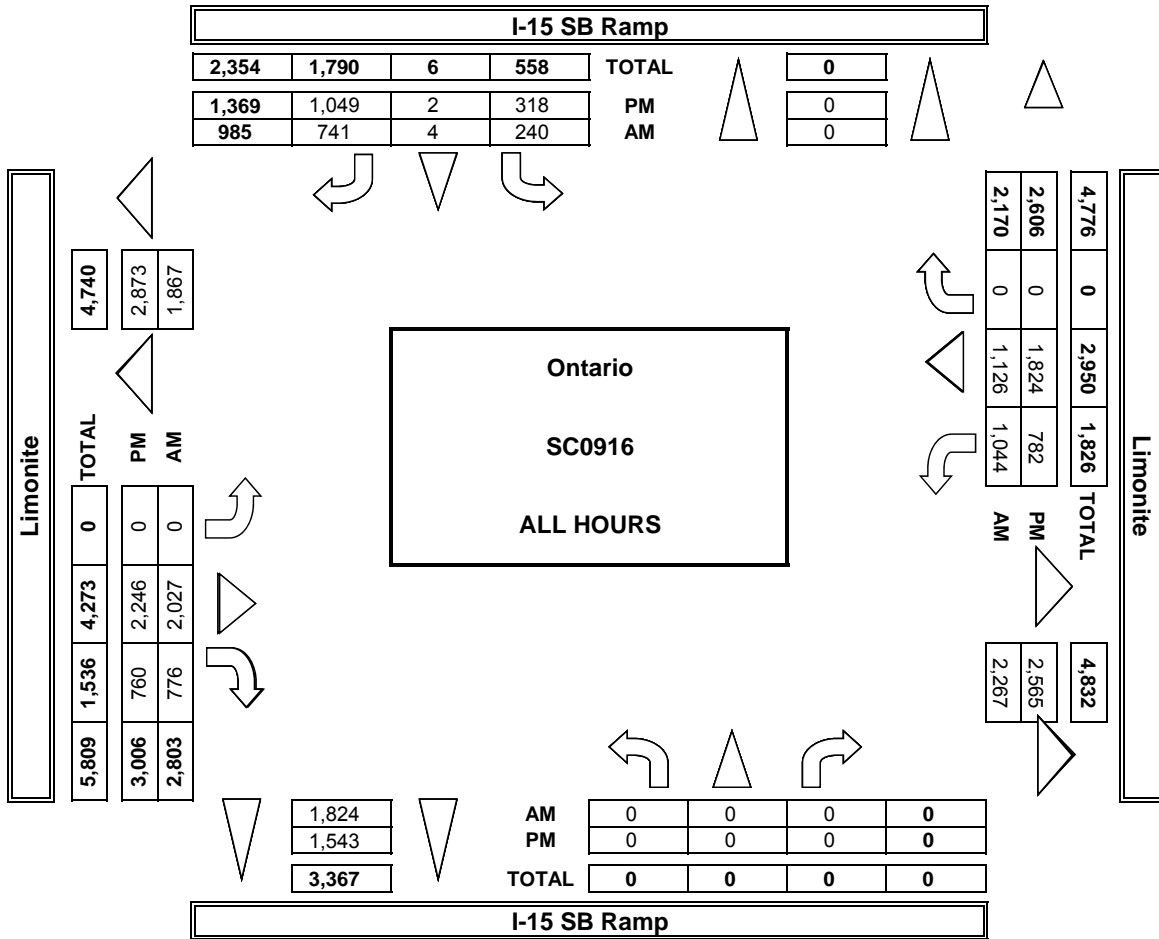 I-15 SB Ramp
2,354 1,790 6 558 TOTAL 0
1,369 1,049 2 318 PM 0
985 741 4 240 AM 0
Limonite
4,740
2,873
1,867
TOTAL 0 4,273 1,536 5,809
PM 0 2,246 760 3,006
AM 0 2,027 776 2,803
Ontario
SC0916
ALL HOURS
4,776 0 2,950 1,826 TOTAL
2,606 0 1,824 782 PM
2,170 0 1,126 1,044 AM
4,832
2,565
2,267
Limonite
1,824 AM 0 0 0 0
1,543 PM 0 0 0 0
3,367 TOTAL 0 0 0 0
I-15 SB Ramp